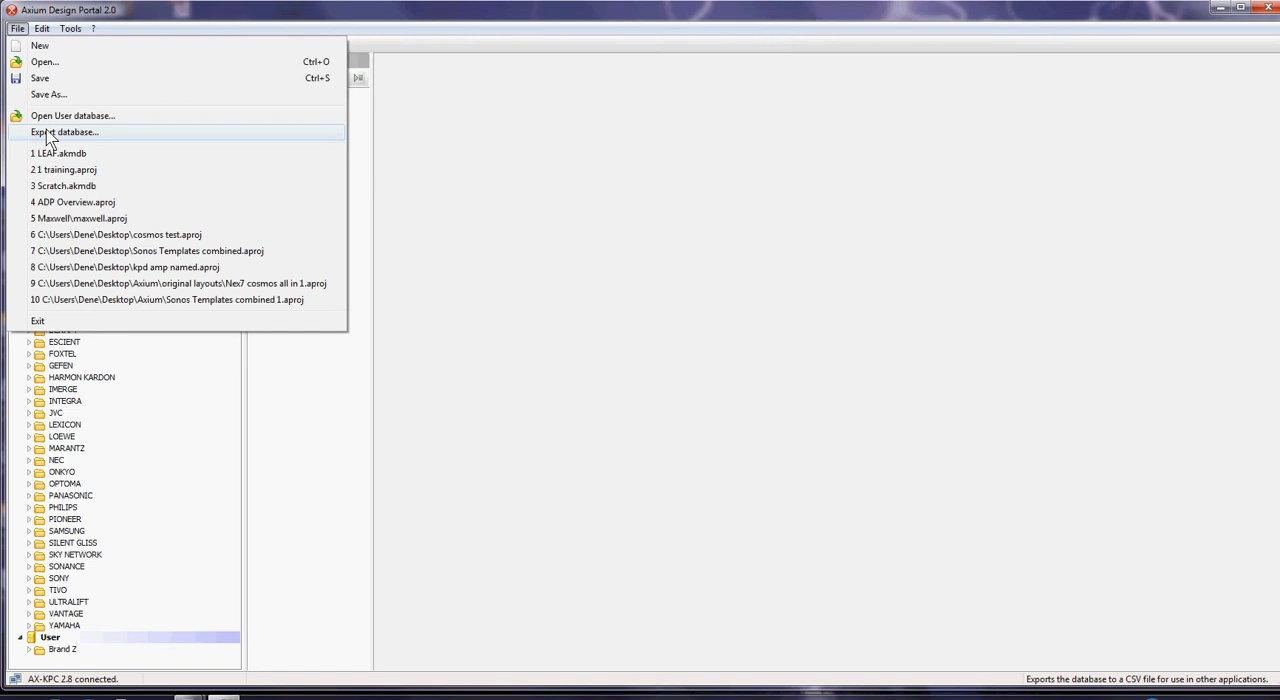 Axium Design Portal 2.0
File Edit Tools ?
New
Open... Ctrl+O
Save Ctrl+S
Save As...
Open User database...
Export database...
1 LEAF.akmdb
2 1 training.aproj
3 Scratch.akmdb
4 ADP Overview.aproj
5 Maxwell\maxwell.aproj
6 C:\Users\Dene\Desktop\cosmos test.aproj
7 C:\Users\Dene\Desktop\Sonos Templates combined.aproj
8 C:\Users\Dene\Desktop\kpd amp named.aproj
9 C:\Users\Dene\Desktop\Axium\original layouts\Nex7 cosmos all in 1.aproj
10 C:\Users\Dene\Desktop\Axium\Sonos Templates combined 1.aproj
Exit
ESCIENT
FOXTEL
GEFEN
HARMON KARDON
IMERGE
INTEGRA
JVC
LEXICON
LOEWE
MARANTZ
NEC
ONKYO
OPTOMA
PANASONIC
PHILIPS
PIONEER
SAMSUNG
SILENT GLISS
SKY NETWORK
SONANCE
SONY
TIVO
ULTRALIFT
VANTAGE
YAMAHA
User
Brand Z
AX-KPC 2.8 connected. Exports the database to a CSV file for use in other applications.